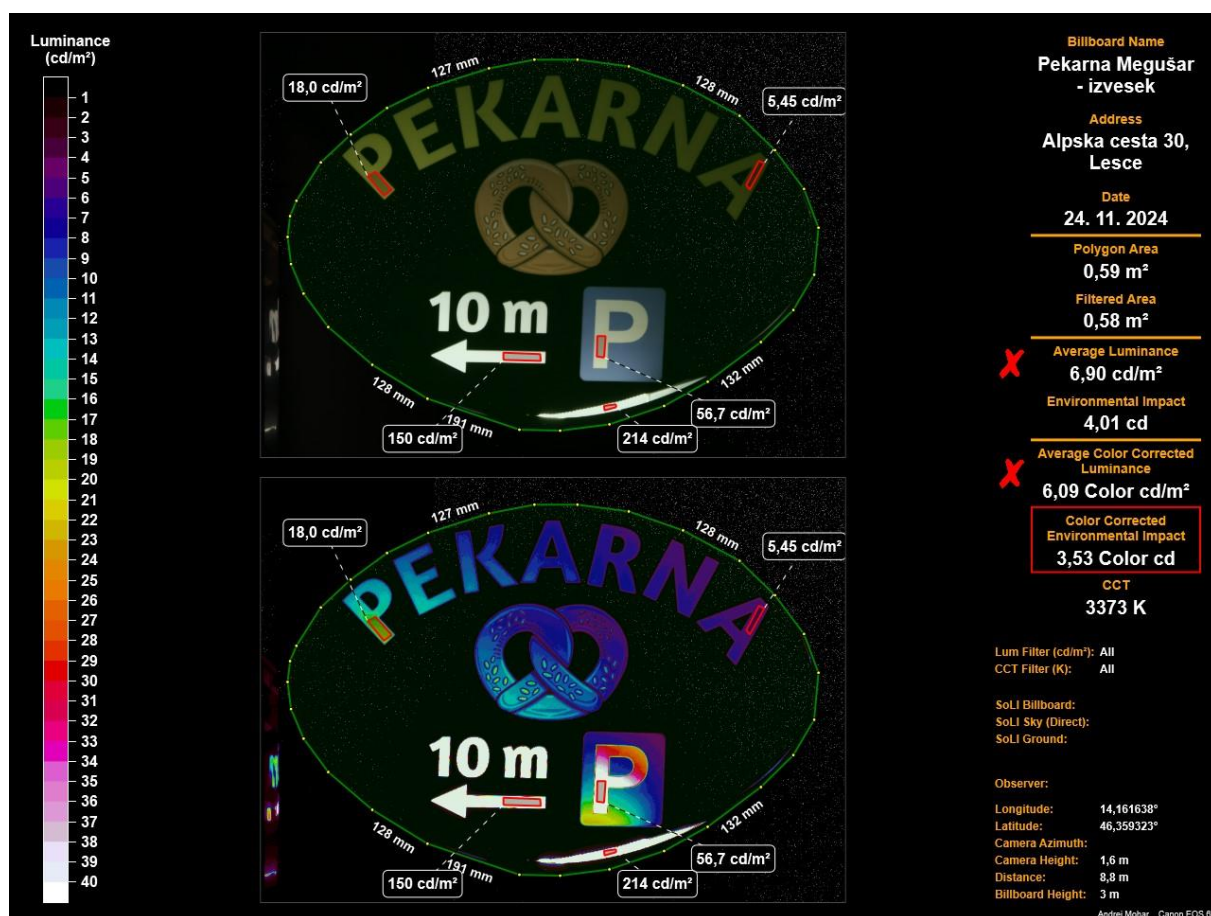 Luminance
(cd/m²)
1
2
3
4
5
6
7
8
9
10
11
12
13
14
15
16
17
18
19
20
21
22
23
24
25
26
27
28
29
30
31
32
33
34
35
36
37
38
39
40
127 mm
128 mm
18,0 cd/m²
5,45 cd/m²
PEKARNA
10 m
P
128 mm
191 mm
132 mm
150 cd/m²
214 cd/m²
56,7 cd/m²
127 mm
128 mm
18,0 cd/m²
5,45 cd/m²
PEKARNA
10 m
P
128 mm
191 mm
132 mm
150 cd/m²
214 cd/m²
56,7 cd/m²
Billboard Name
Pekarna Megušar
- izvesek
Address
Alpska cesta 30,
Lesce
Date
24. 11. 2024
Polygon Area
0,59 m²
Filtered Area
0,58 m²
Average Luminance
6,90 cd/m²
Environmental Impact
4,01 cd
Average Color Corrected
Luminance
6,09 Color cd/m²
Color Corrected
Environmental Impact
3,53 Color cd
CCT
3373 K
Lum Filter (cd/m²): All
CCT Filter (K): All
SoLI Billboard:
SoLI Sky (Direct):
SoLI Ground:
Observer:
Longitude: 14,161638°
Latitude: 46,359323°
Camera Azimuth:
Camera Height: 1,6 m
Distance: 8,8 m
Billboard Height: 3 m
Andrej Mohar Canon EOS 6